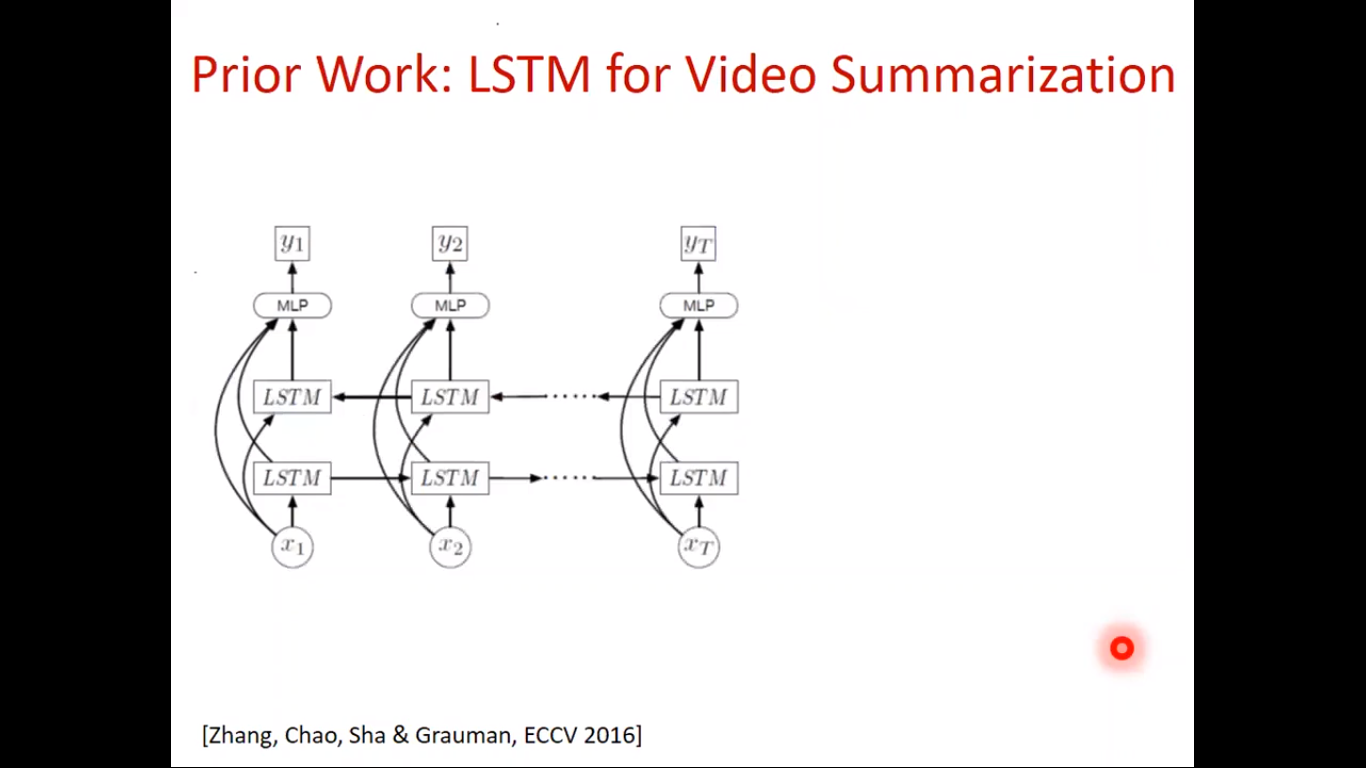 Prior Work: LSTM for Video Summarization
y1 y2 yT
MLP MLP MLP
LSTM LSTM LSTM
LSTM LSTM LSTM
x1 x2 xT
[Zhang, Chao, Sha & Grauman, ECCV 2016]